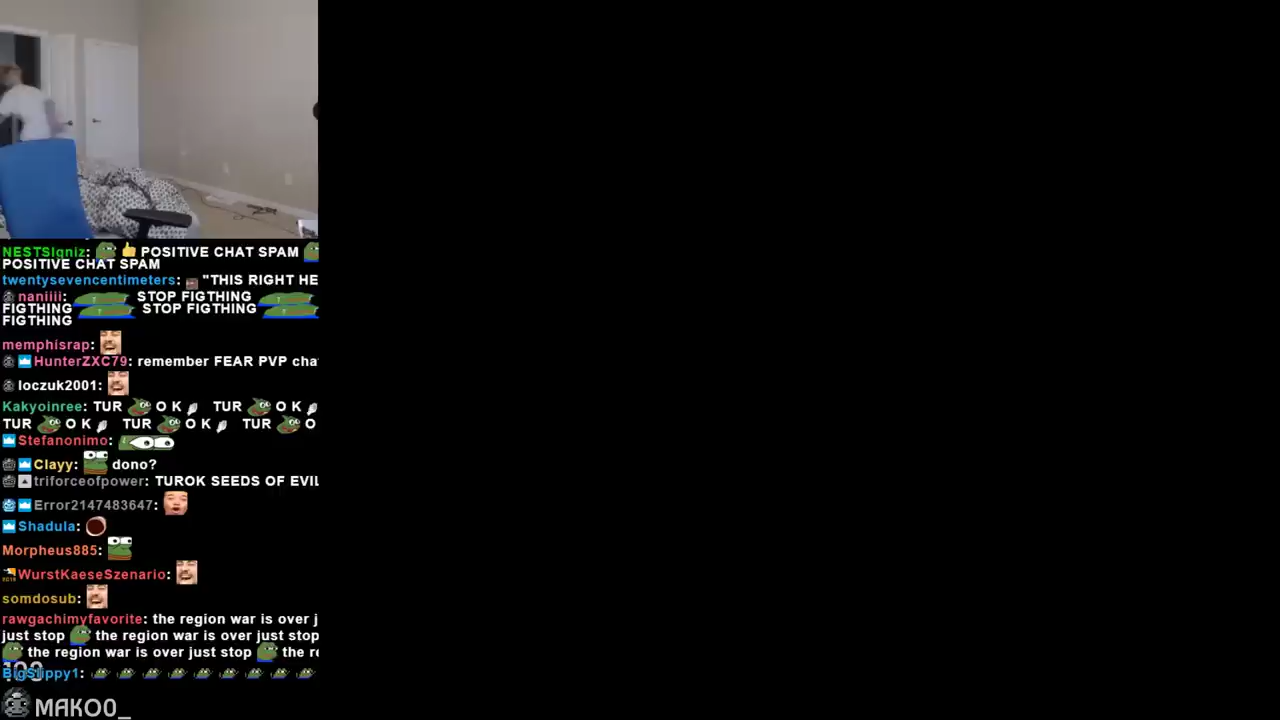 NESTSIqniz: POSITIVE CHAT SPAM
POSITIVE CHAT SPAM
twentysevencentimeters: "THIS RIGHT HE
naniiii: STOP FIGTHING
FIGTHING STOP FIGTHING
FIGTHING
memphisrap:
HunterZXC79: remember FEAR PVP cha
loczuk2001:
Kakyoinree: TUR O K TUR O K
TUR O K TUR O K TUR O
Stefanonimo:
Clayy: dono?
triforceofpower: TUROK SEEDS OF EVIL
Error2147483647:
Shadula:
Morpheus885:
WurstKaeseSzenario:
somdosub:
rawgachimyfavorite: the region war is over j
just stop the region war is over just stop
the region war is over just stop the re
BigSlippy1:
MAKO0_